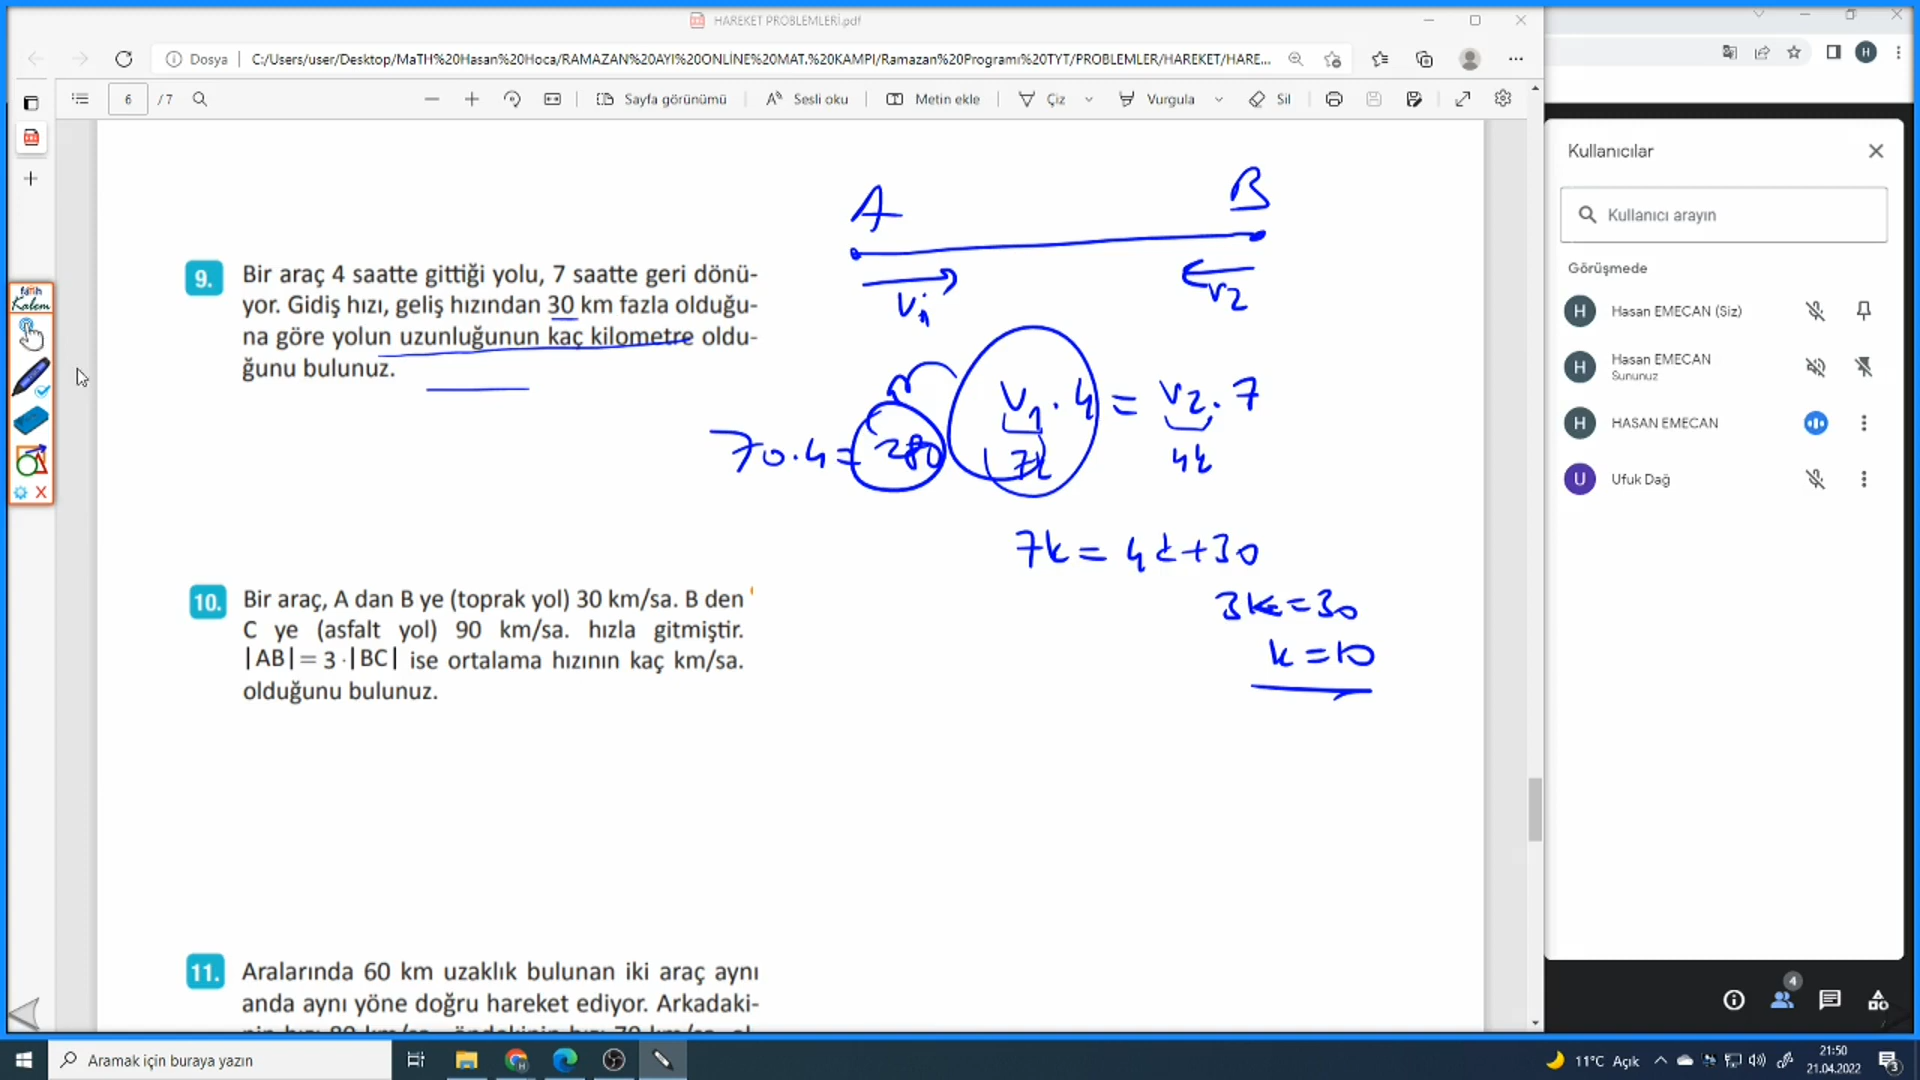 HAREKET PROBLEMLERİ.pdf
Dosya
C:/Users/user/Desktop/MaTH%20Hasan%20Hoca/RAMAZAN%20AYI%20ONLİNE%20MAT.%20KAMPI/Ramazan%20Programı%20TYT/PROBLEMLER/HAREKET/HARE...
6 /7
Sayfa görünümü
Sesli oku
Metin ekle
Çiz
Vurgula
Sil
fatih
Kalem
9. Bir araç 4 saatte gittiği yolu, 7 saatte geri dönü-
yor. Gidiş hızı, geliş hızından 30 km fazla olduğu-
na göre yolun uzunluğunun kaç kilometre oldu-
ğunu bulunuz.
A B
V1 V2
V1 . 4 = V2 . 7
70.4=280 7k 4k
7k = 4k+30
3k=30
k=10
10. Bir araç, A dan B ye (toprak yol) 30 km/sa. B den
C ye (asfalt yol) 90 km/sa. hızla gitmiştir.
|AB|= 3 ·|BC| ise ortalama hızının kaç km/sa.
olduğunu bulunuz.
11. Aralarında 60 km uzaklık bulunan iki araç aynı
anda aynı yöne doğru hareket ediyor. Arkadaki-
Kullanıcılar
Kullanıcı arayın
Görüşmede
H Hasan EMECAN (Siz)
H Hasan EMECAN
Sununuz
H HASAN EMECAN
U Ufuk Dağ
H
4
Aramak için buraya yazın
11°C Açık
21:50
21.04.2022
3